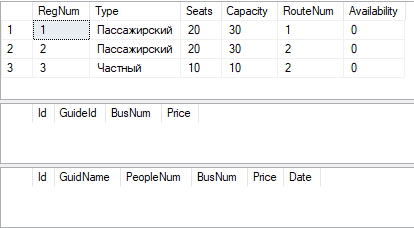 RegNum Type Seats Capacity RouteNum Availability
1 1 Пассажирский 20 30 1 0
2 2 Пассажирский 20 30 2 0
3 3 Частный 10 10 2 0
Id GuideId BusNum Price
Id GuidName PeopleNum BusNum Price Date